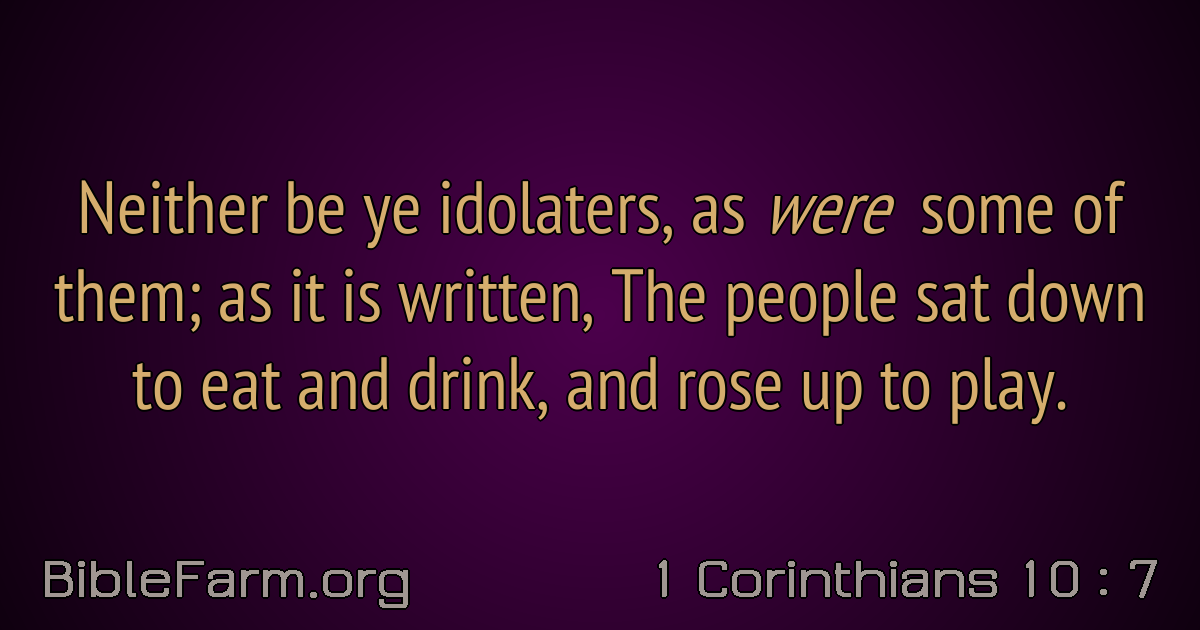 Neither be ye idolaters, as were some of
them; as it is written, The people sat down
to eat and drink, and rose up to play.
BibleFarm.org
1 Corinthians 10 : 7